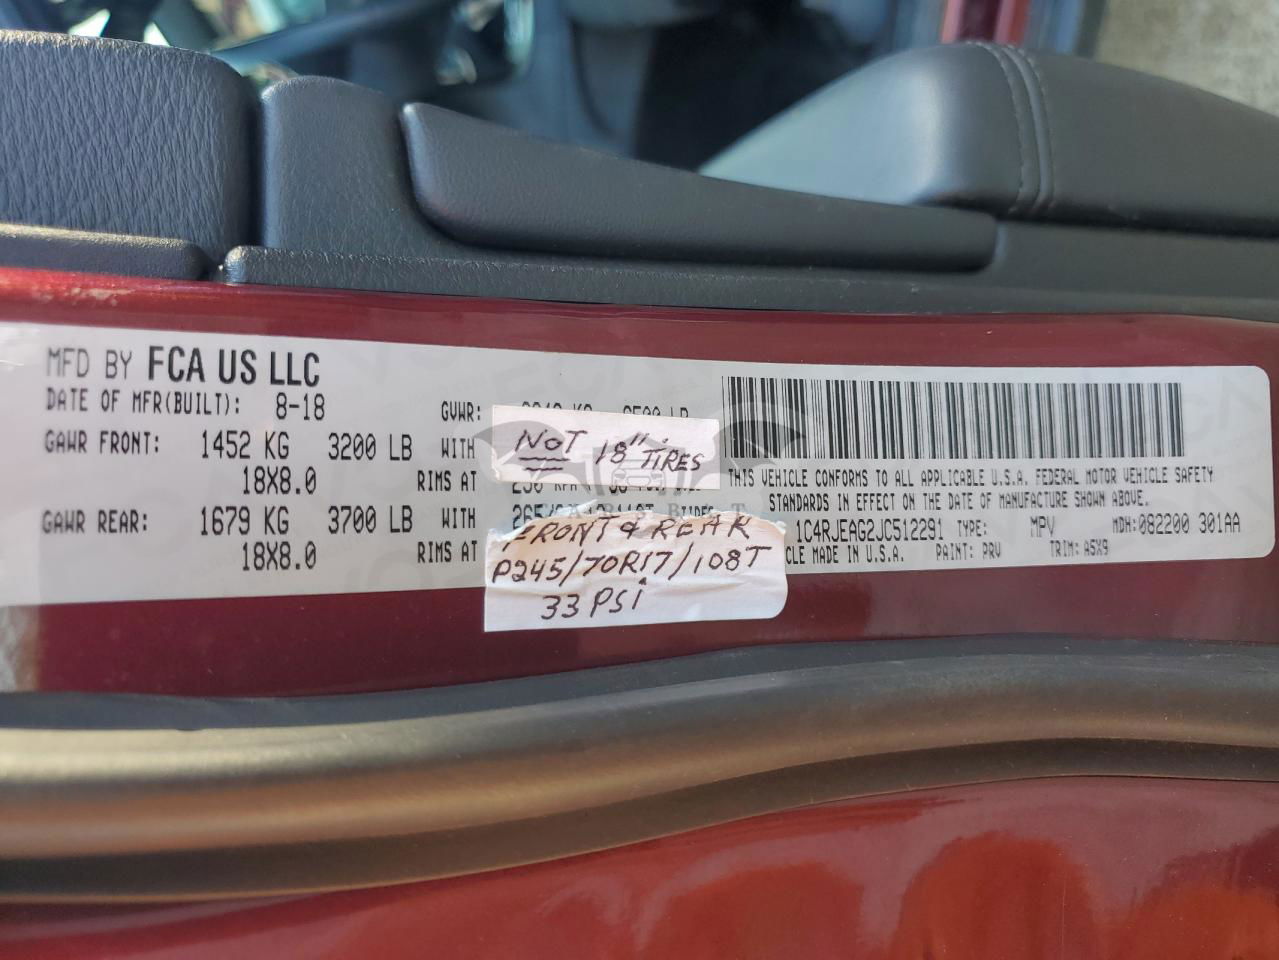 MFD BY FCA US LLC
DATE OF MFR(BUILT): 8-18 GVWR:
GAWR FRONT: 1452 KG 3200 LB WITH
18X8.0 RIMS AT
GAWR REAR: 1679 KG 3700 LB WITH
18X8.0 RIMS AT
NOT 18" TIRES
FRONT & REAR
P245/70R17/108T
33 PSI
THIS VEHICLE CONFORMS TO ALL APPLICABLE U.S.A. FEDERAL MOTOR VEHICLE SAFETY
STANDARDS IN EFFECT ON THE DATE OF MANUFACTURE SHOWN ABOVE.
1C4RJEAG2JC512291 TYPE: MPV MDH:082200 301AA
MADE IN U.S.A. PAINT: PRV TRIM: A5X9